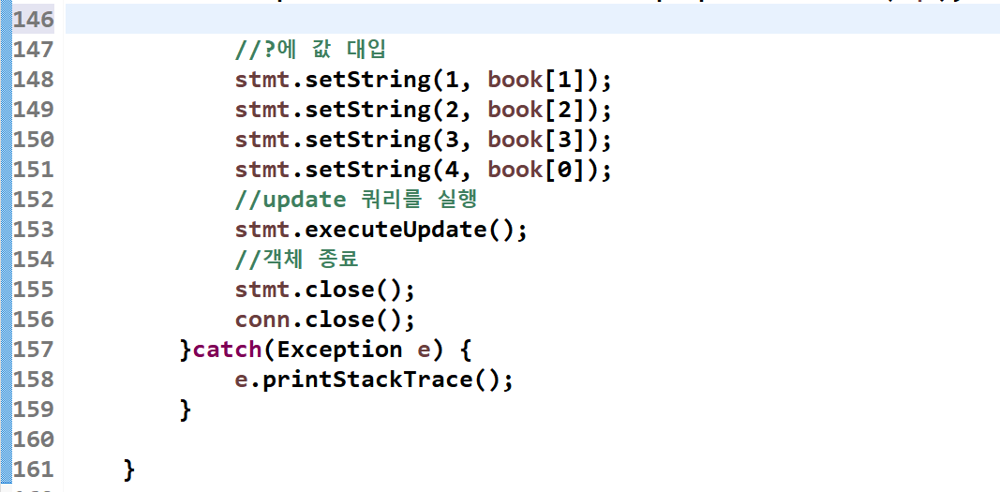 146
147 //?에 값 대입
148 stmt.setString(1, book[1]);
149 stmt.setString(2, book[2]);
150 stmt.setString(3, book[3]);
151 stmt.setString(4, book[0]);
152 //update 쿼리를 실행
153 stmt.executeUpdate();
154 //객체 종료
155 stmt.close();
156 conn.close();
157 }catch(Exception e) {
158 e.printStackTrace();
159 }
160
161 }